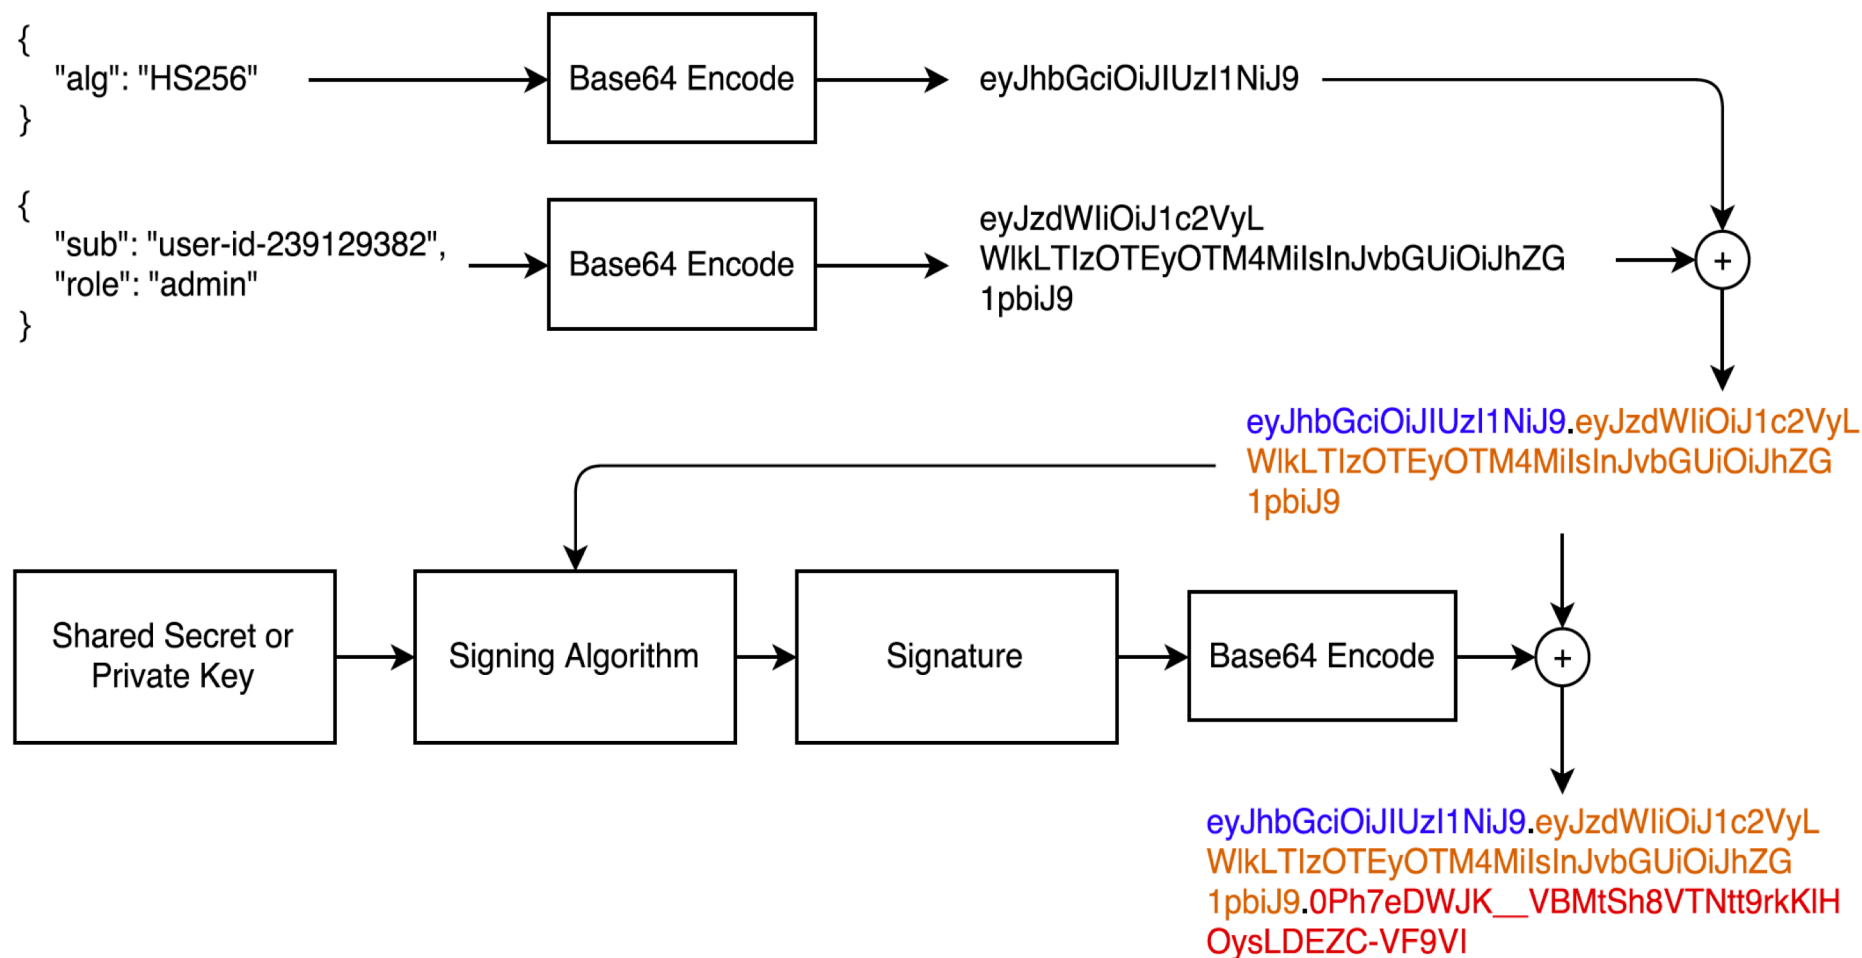 {
"alg": "HS256"
}
Base64 Encode
eyJhbGciOiJIUzI1NiJ9
{
"sub": "user-id-239129382",
"role": "admin"
}
Base64 Encode
eyJzdWIiOiJ1c2VyL
WlkLTIzOTEyOTM4MiIsInJvbGUiOiJhZG
1pbiJ9
+
eyJhbGciOiJIUzI1NiJ9.eyJzdWIiOiJ1c2VyL
WlkLTIzOTEyOTM4MiIsInJvbGUiOiJhZG
1pbiJ9
Shared Secret or
Private Key
Signing Algorithm
Signature
Base64 Encode
+
eyJhbGciOiJIUzI1NiJ9.eyJzdWIiOiJ1c2VyL
WlkLTIzOTEyOTM4MiIsInJvbGUiOiJhZG
1pbiJ9.0Ph7eDWJK__VBMtSh8VTNtt9rkKlH
OysLDEZC-VF9VI